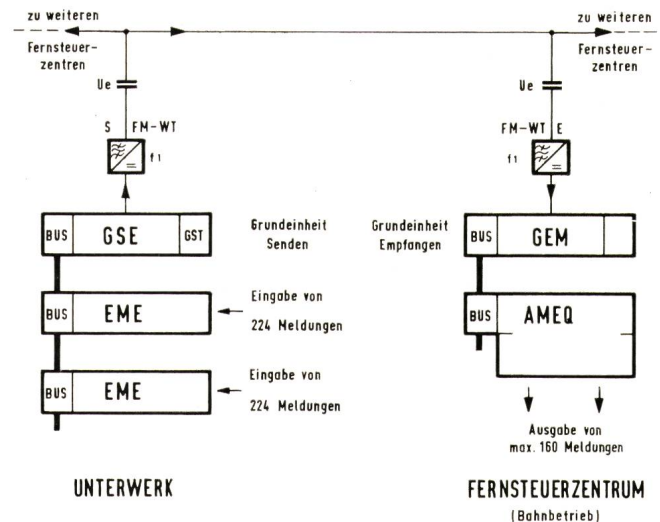 zu weiteren
Fernsteuer-
zentren
zu weiteren
Fernsteuer-
zentren
Ue
Ue
S FM-WT
f1
FM-WT E
f1
BUS GSE GST
Grundeinheit
Senden
Grundeinheit
Empfangen
BUS GEM
BUS EME
Eingabe von
224 Meldungen
BUS AMEQ
BUS EME
Eingabe von
224 Meldungen
Ausgabe von
max. 160 Meldungen
UNTERWERK
FERNSTEUERZENTRUM
(Bahnbetrieb)